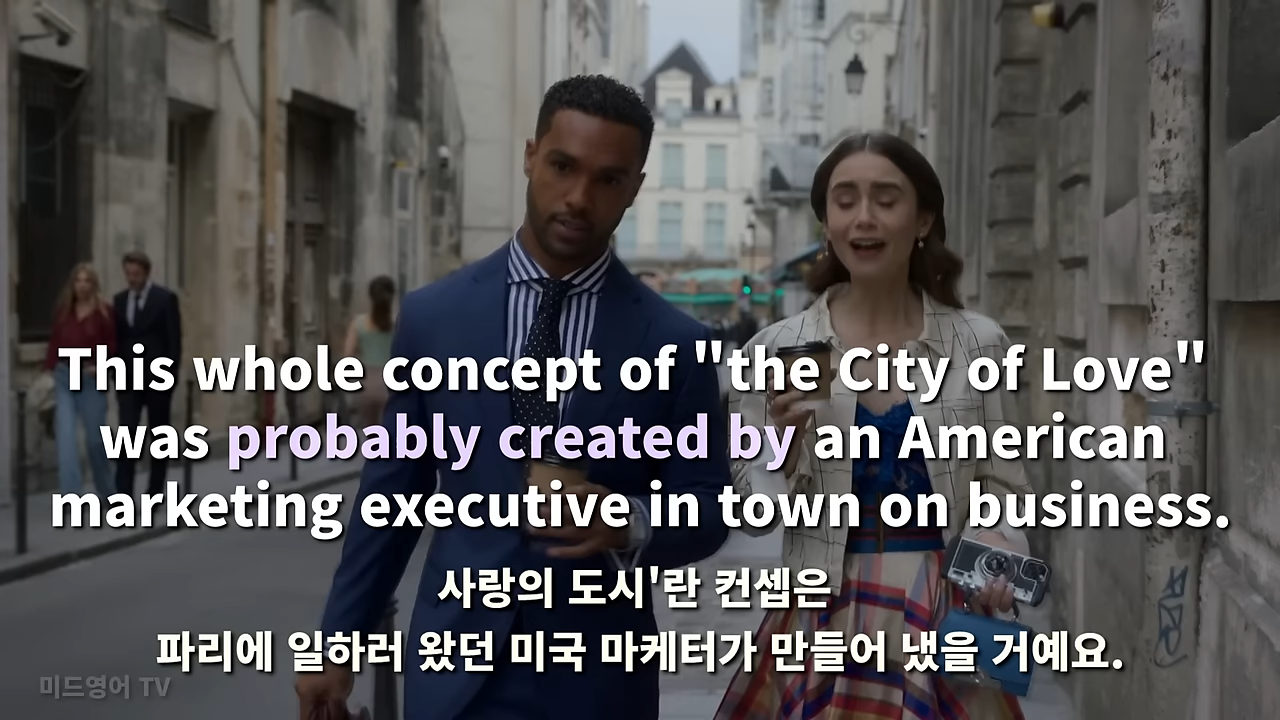 This whole concept of "the City of Love"
was probably created by an American
marketing executive in town on business.
사랑의 도시'란 컨셉은
파리에 일하러 왔던 미국 마케터가 만들어 냈을 거예요.
미드영어 TV